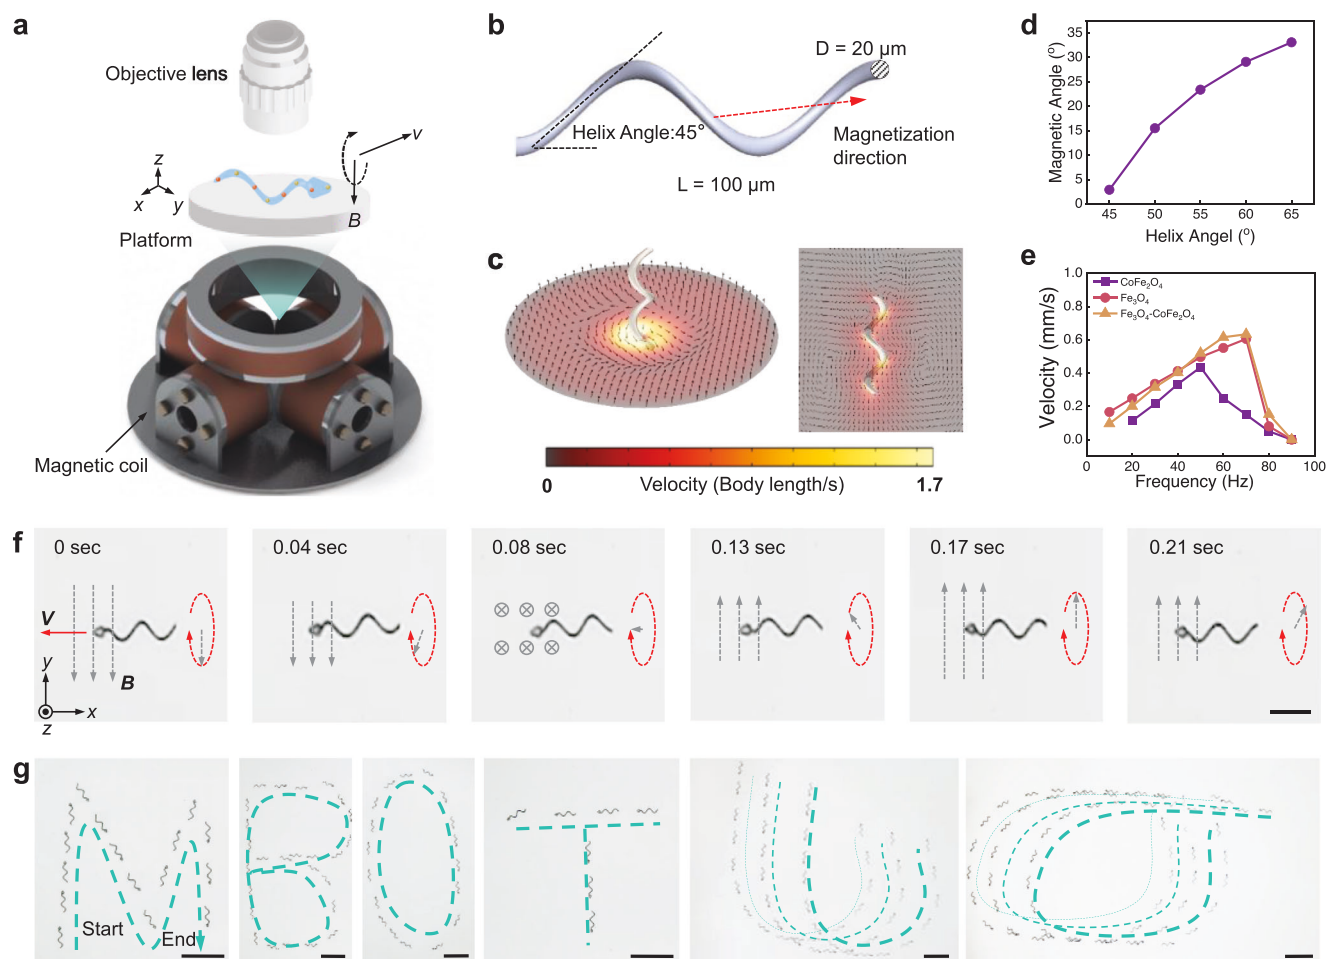 a
Objective lens
v
z
x
y
B
Platform
Magnetic coil
b
D = 20 µm
Helix Angle:45°
Magnetization
direction
L = 100 µm
c
0
Velocity (Body length/s)
1.7
d
Magnetic Angle (°)
35
30
25
20
15
10
5
0
45
50
55
60
65
Helix Angel (°)
e
Velocity (mm/s)
1.0
0.8
0.6
0.4
0.2
0.0
CoFe₂O₄
Fe₃O₄
Fe₃O₄-CoFe₂O₄
0
20
40
60
80
100
Frequency (Hz)
f
0 sec
0.04 sec
0.08 sec
0.13 sec
0.17 sec
0.21 sec
V
B
y
x
z
g
Start
End